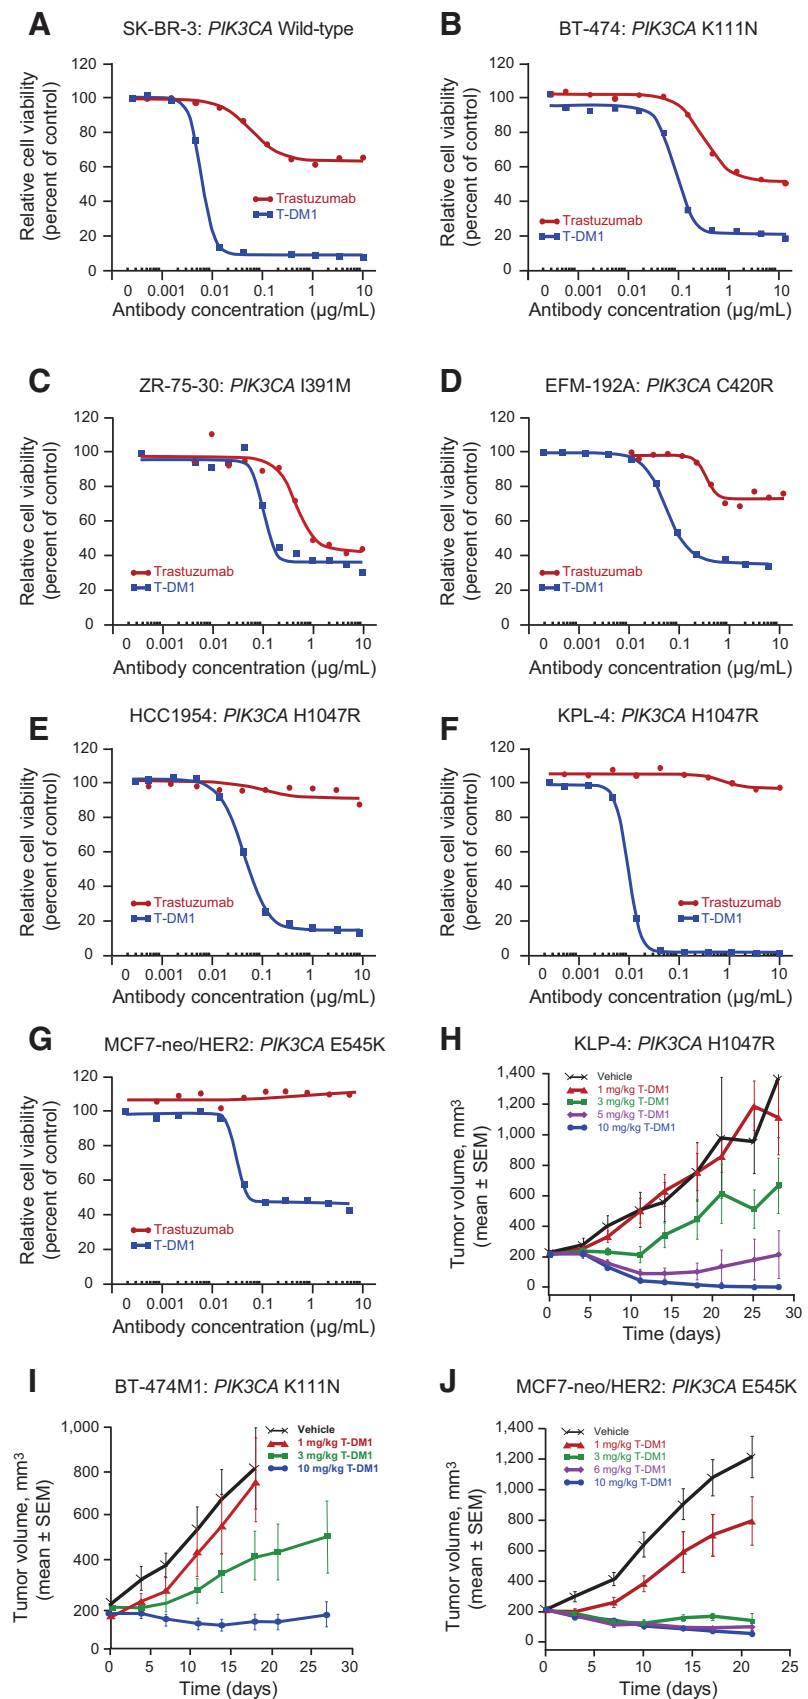 A
SK-BR-3: PIK3CA Wild-type
Relative cell viability
(percent of control)
120
100
80
60
40
20
0
Trastuzumab
T-DM1
0 0.001 0.01 0.1 1 10
Antibody concentration (µg/mL)
B
BT-474: PIK3CA K111N
Relative cell viability
(percent of control)
120
100
80
60
40
20
0
Trastuzumab
T-DM1
0 0.001 0.01 0.1 1 10
Antibody concentration (µg/mL)
C
ZR-75-30: PIK3CA I391M
Relative cell viability
(percent of control)
120
100
80
60
40
20
0
Trastuzumab
T-DM1
0 0.001 0.01 0.1 1 10
Antibody concentration (µg/mL)
D
EFM-192A: PIK3CA C420R
Relative cell viability
(percent of control)
120
100
80
60
40
20
0
Trastuzumab
T-DM1
0 0.001 0.01 0.1 1 10
Antibody concentration (µg/mL)
E
HCC1954: PIK3CA H1047R
Relative cell viability
(percent of control)
120
100
80
60
40
20
0
Trastuzumab
T-DM1
0 0.001 0.01 0.1 1 10
Antibody concentration (µg/mL)
F
KPL-4: PIK3CA H1047R
Relative cell viability
(percent of control)
120
100
80
60
40
20
0
Trastuzumab
T-DM1
0 0.001 0.01 0.1 1 10
Antibody concentration (µg/mL)
G
MCF7-neo/HER2: PIK3CA E545K
Relative cell viability
(percent of control)
120
100
80
60
40
20
0
Trastuzumab
T-DM1
0 0.001 0.01 0.1 1 10
Antibody concentration (µg/mL)
H
KLP-4: PIK3CA H1047R
Tumor volume, mm³
(mean ± SEM)
1,400
1,200
1,000
800
600
400
200
0
Vehicle
1 mg/kg T-DM1
3 mg/kg T-DM1
5 mg/kg T-DM1
10 mg/kg T-DM1
0 5 10 15 20 25 30
Time (days)
I
BT-474M1: PIK3CA K111N
Tumor volume, mm³
(mean ± SEM)
1,000
800
600
400
200
0
Vehicle
1 mg/kg T-DM1
3 mg/kg T-DM1
10 mg/kg T-DM1
0 5 10 15 20 25 30
Time (days)
J
MCF7-neo/HER2: PIK3CA E545K
Tumor volume, mm³
(mean ± SEM)
1,400
1,200
1,000
800
600
400
200
0
Vehicle
1 mg/kg T-DM1
3 mg/kg T-DM1
6 mg/kg T-DM1
10 mg/kg T-DM1
0 5 10 15 20 25
Time (days)